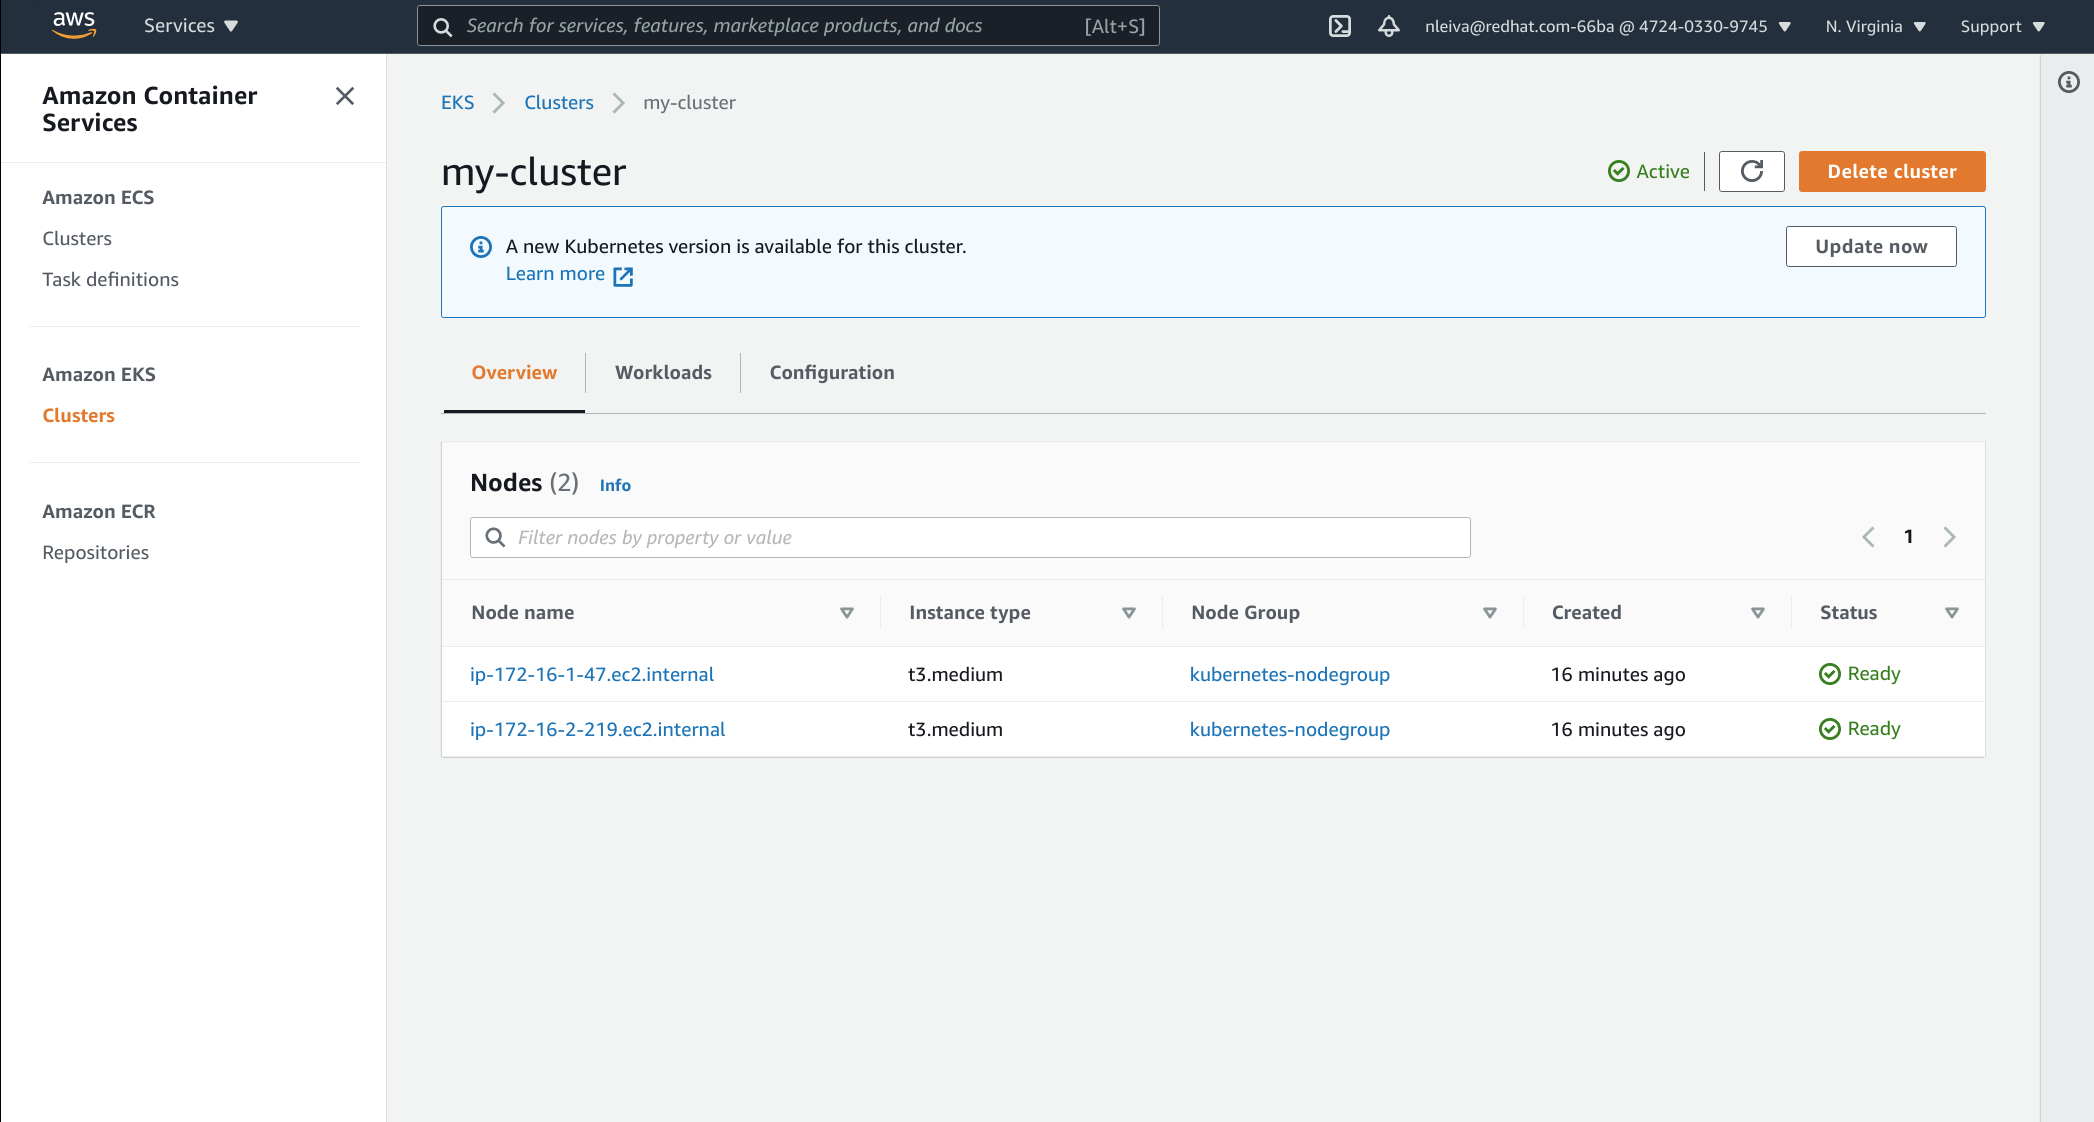 aws
Services
Search for services, features, marketplace products, and docs [Alt+S]
nleiva@redhat.com-66ba @ 4724-0330-9745
N. Virginia
Support
Amazon Container
Services
Amazon ECS
Clusters
Task definitions
Amazon EKS
Clusters
Amazon ECR
Repositories
EKS Clusters my-cluster
my-cluster
Active
Delete cluster
A new Kubernetes version is available for this cluster.
Learn more
Update now
Overview Workloads Configuration
Nodes (2) Info
Filter nodes by property or value
1
Node name Instance type Node Group Created Status
ip-172-16-1-47.ec2.internal t3.medium kubernetes-nodegroup 16 minutes ago Ready
ip-172-16-2-219.ec2.internal t3.medium kubernetes-nodegroup 16 minutes ago Ready